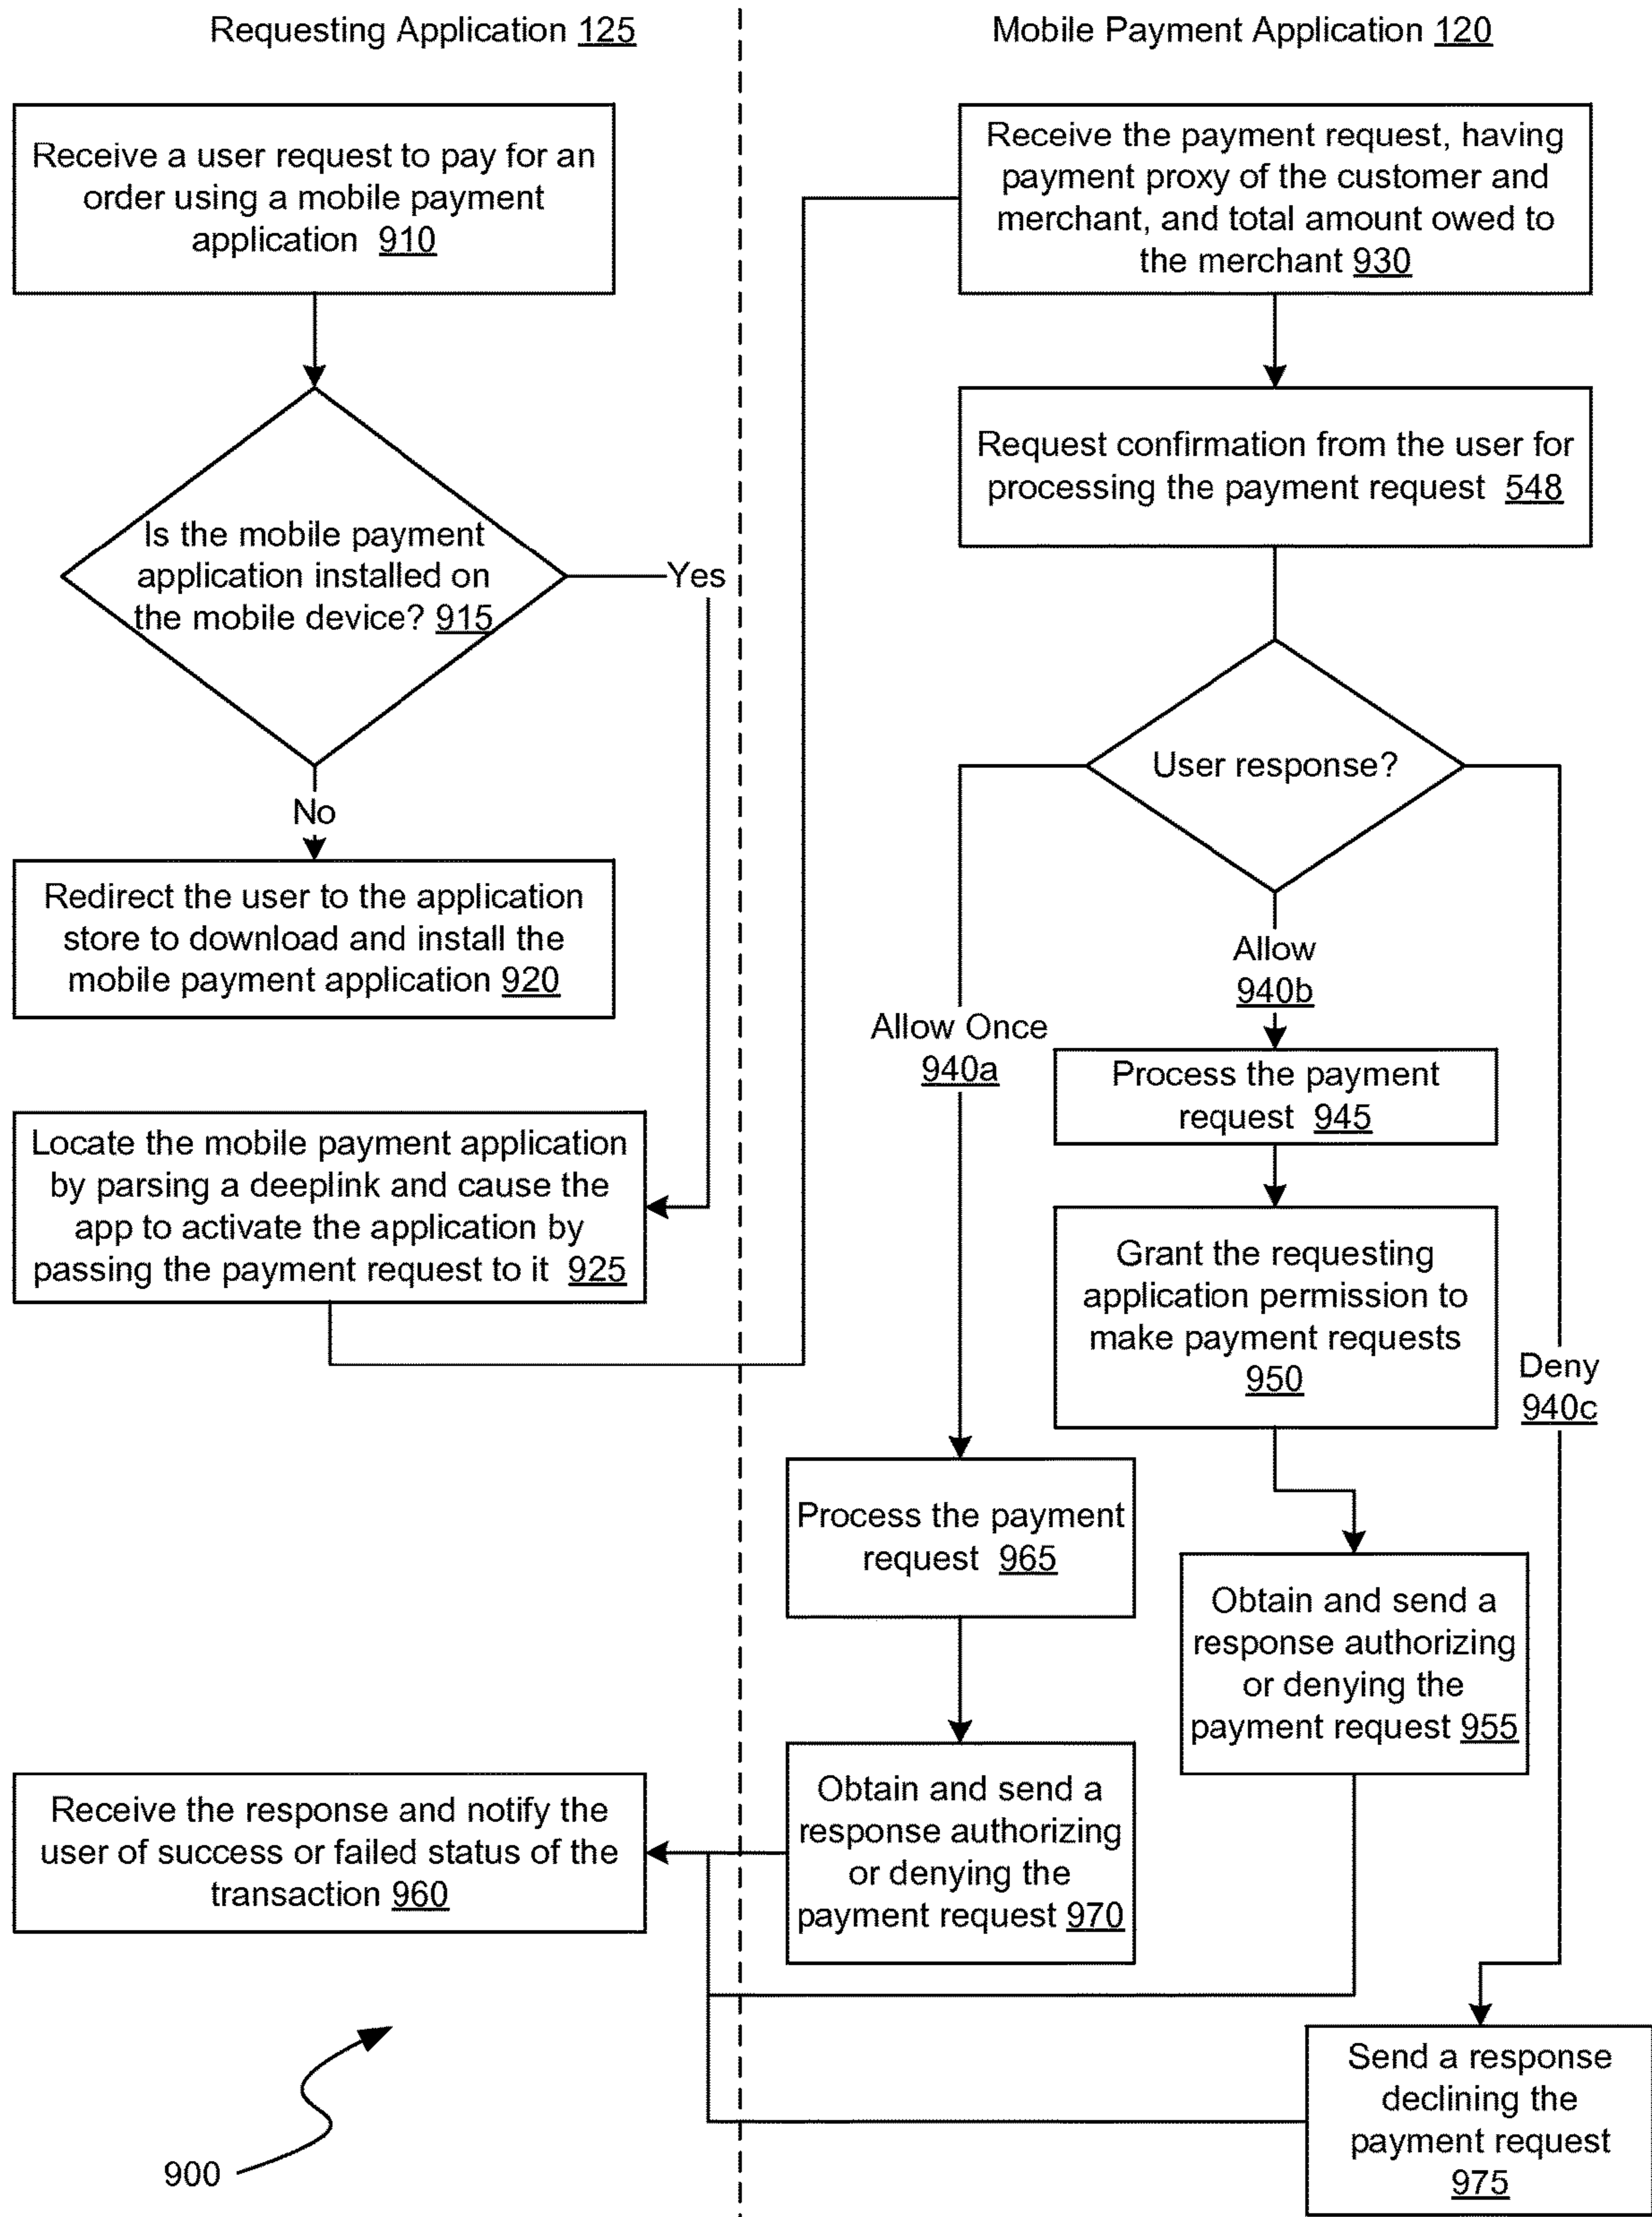 Requesting Application 125
Mobile Payment Application 120
Receive a user request to pay for an
order using a mobile payment
application 910
Is the mobile payment
application installed on
the mobile device? 915
Yes
No
Redirect the user to the application
store to download and install the
mobile payment application 920
Locate the mobile payment application
by parsing a deeplink and cause the
app to activate the application by
passing the payment request to it 925
Receive the payment request, having
payment proxy of the customer and
merchant, and total amount owed to
the merchant 930
Request confirmation from the user for
processing the payment request 548
User response?
Allow Once
940a
Allow
940b
Deny
940c
Process the payment
request 945
Grant the requesting
application permission to
make payment requests
950
Obtain and send a
response authorizing
or denying the
payment request 955
Process the payment
request 965
Obtain and send a
response authorizing
or denying the
payment request 970
Receive the response and notify the
user of success or failed status of the
transaction 960
Send a response
declining the
payment request
975
900